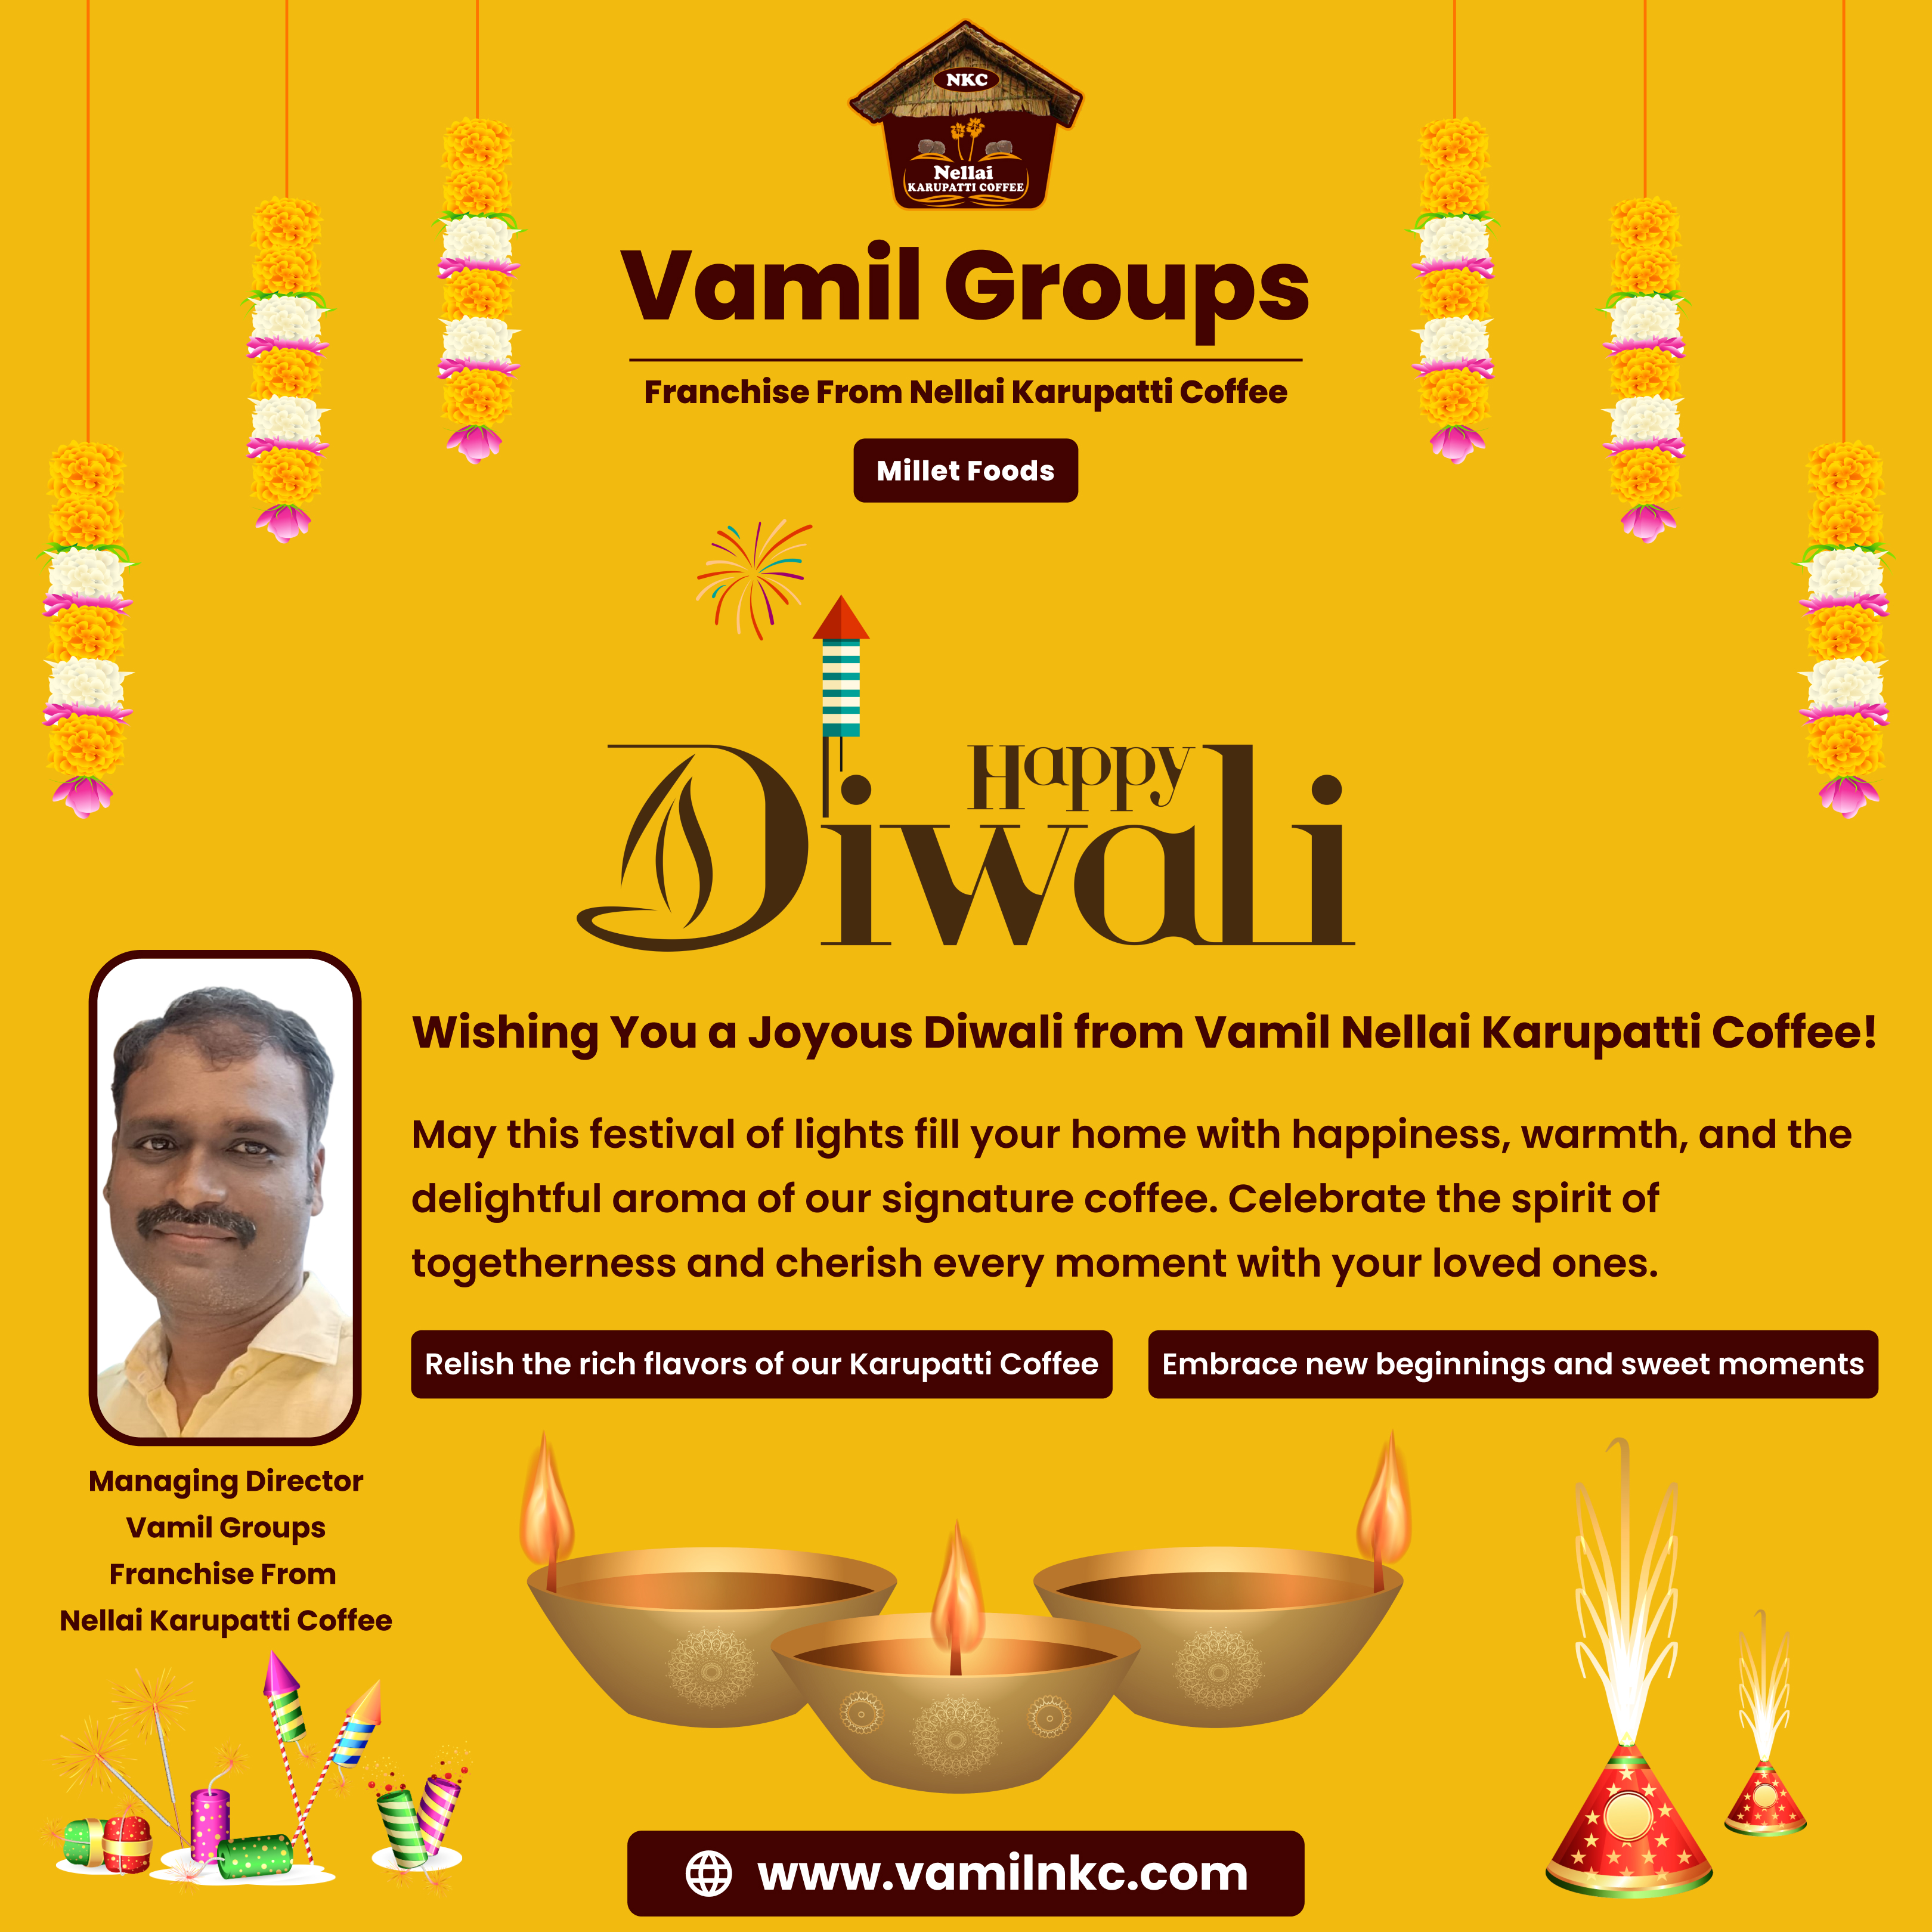 NKC
Nellai
KARUPATTI COFFEE
Vamil Groups
Franchise From Nellai Karupatti Coffee
Millet Foods
Happy
Diwali
Wishing You a Joyous Diwali from Vamil Nellai Karupatti Coffee!
May this festival of lights fill your home with happiness, warmth, and the
delightful aroma of our signature coffee. Celebrate the spirit of
togetherness and cherish every moment with your loved ones.
Relish the rich flavors of our Karupatti Coffee
Embrace new beginnings and sweet moments
Managing Director
Vamil Groups
Franchise From
Nellai Karupatti Coffee
www.vamilnkc.com